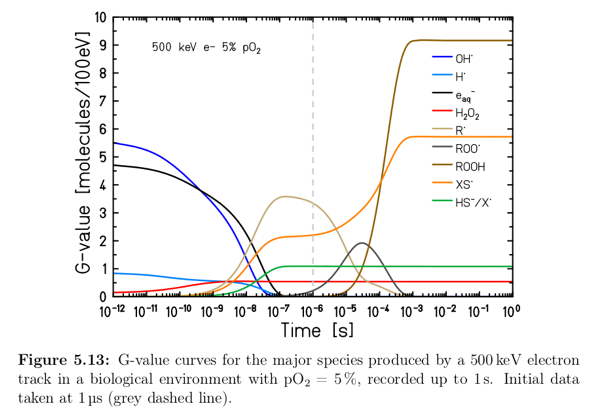 500 keV e- 5% pO₂
G-value [molecules/100eV]
10
9
8
7
6
5
4
3
2
1
0
OH·
H·
eₐq⁻
H₂O₂
R·
ROO·
ROOH
XS·
HS⁻/X·
10⁻¹² 10⁻¹¹ 10⁻¹⁰ 10⁻⁹ 10⁻⁸ 10⁻⁷ 10⁻⁶ 10⁻⁵ 10⁻⁴ 10⁻³ 10⁻² 10⁻¹ 10⁰
Time [s]
Figure 5.13: G-value curves for the major species produced by a 500 keV electron
track in a biological environment with pO₂ = 5 %, recorded up to 1 s. Initial data
taken at 1 µs (grey dashed line).